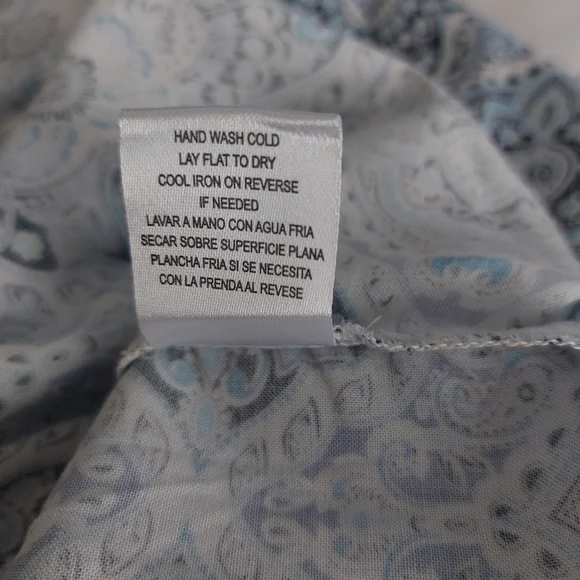 HAND WASH COLD
LAY FLAT TO DRY
COOL IRON ON REVERSE
IF NEEDED
LAVAR A MANO CON AGUA FRIA
SECAR SOBRE SUPERFICIE PLANA
PLANCHA FRIA SI SE NECESITA
CON LA PRENDA AL REVESE